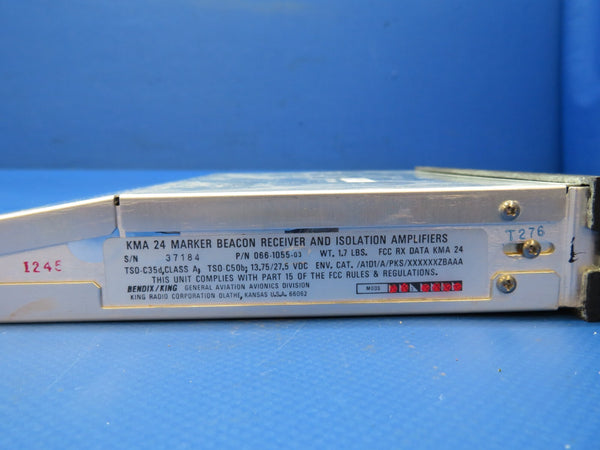 KMA 24 MARKER BEACON RECEIVER AND ISOLATION AMPLIFIERS
S/N 37184 P/N 066-1055-03 WT. 1.7 LBS. FCC RX DATA KMA 24
TSO-C35d,CLASS A; TSO C50b; 13.75/27.5 VDC ENV. CAT. /A1D1/A/PKS/XXXXXXZBAAA
THIS UNIT COMPLIES WITH PART 15 OF THE FCC RULES & REGULATIONS.
BENDIX/KING GENERAL AVIATION AVIONICS DIVISION
KING RADIO CORPORATION OLATHE, KANSAS U.S.A. 66062
MODS
T276